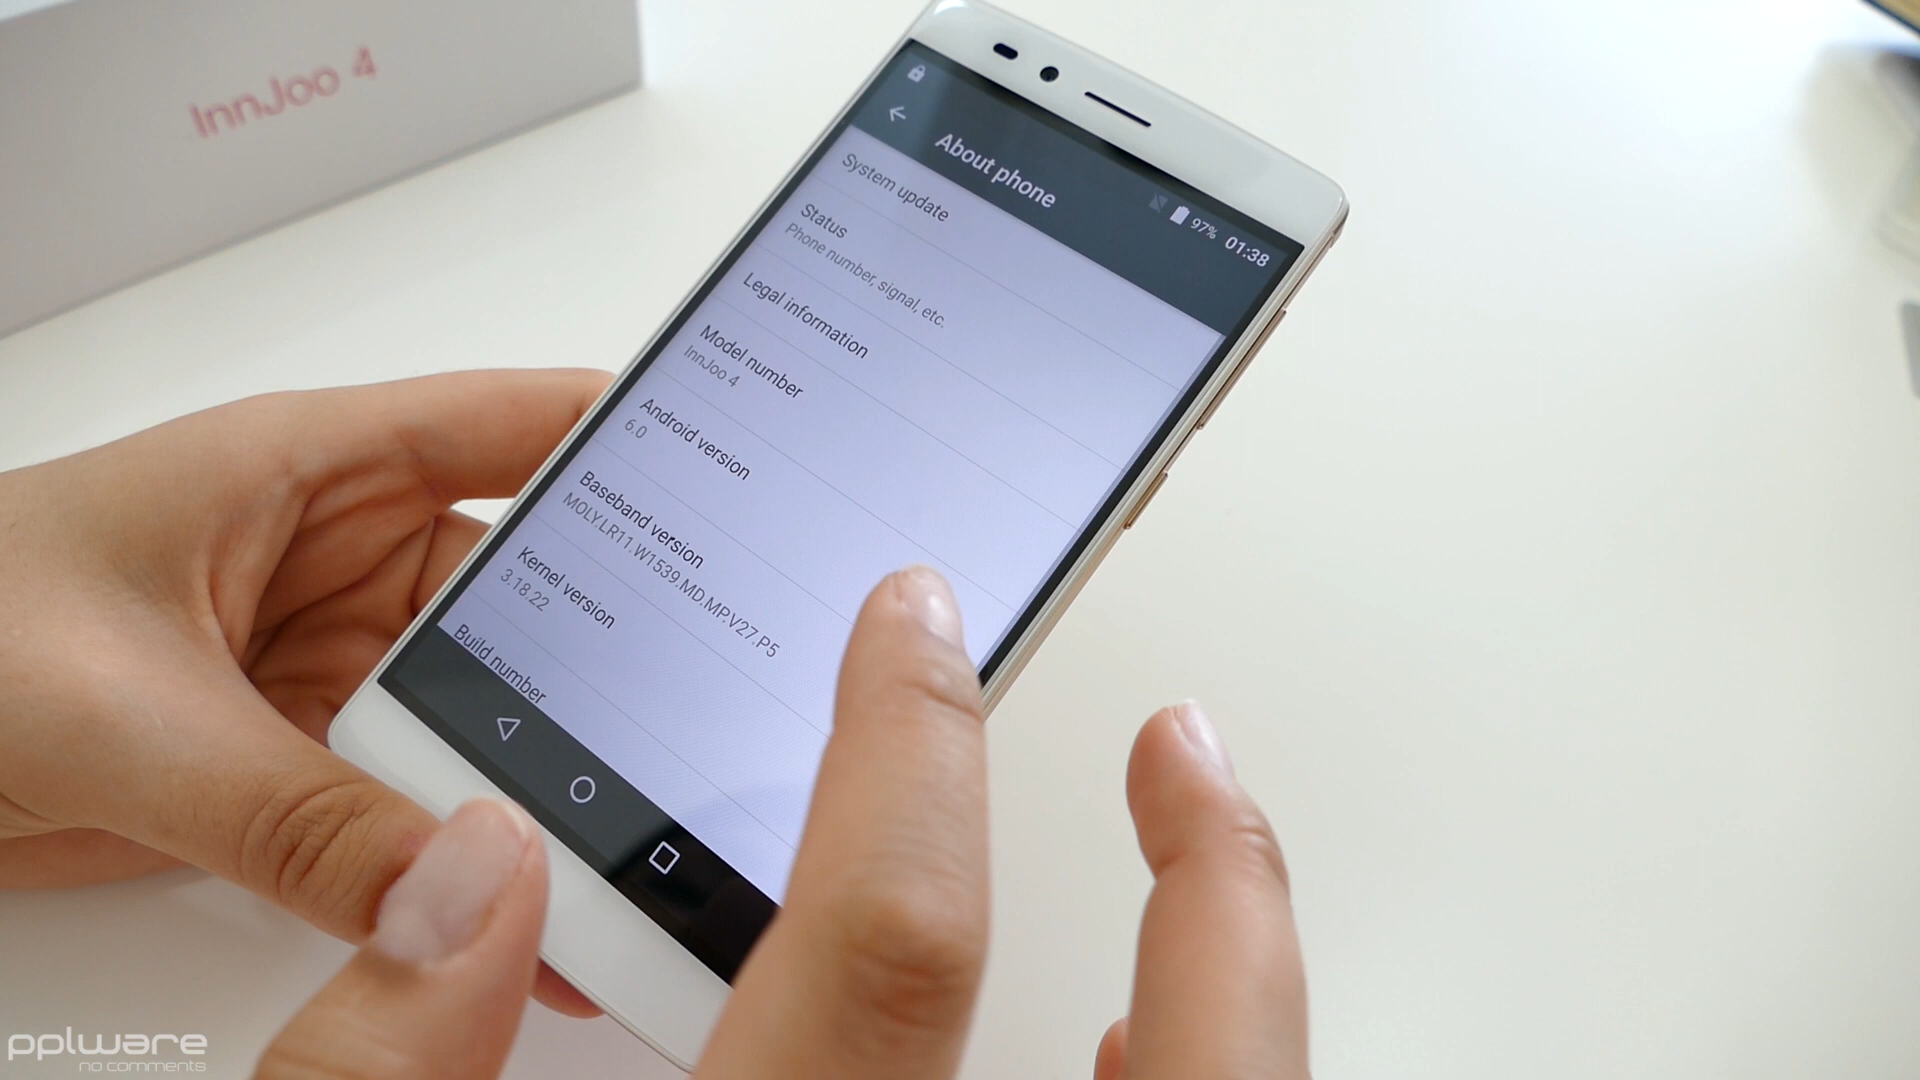 InnJoo 4
97% 01:38
About phone
System update
Status
Phone number, signal, etc.
Legal information
Model number
InnJoo 4
Android version
6.0
Baseband version
MOLY.LR11.W1539.MD.MP.V27.P5
Kernel version
3.18.22
Build number
pplware
no comments